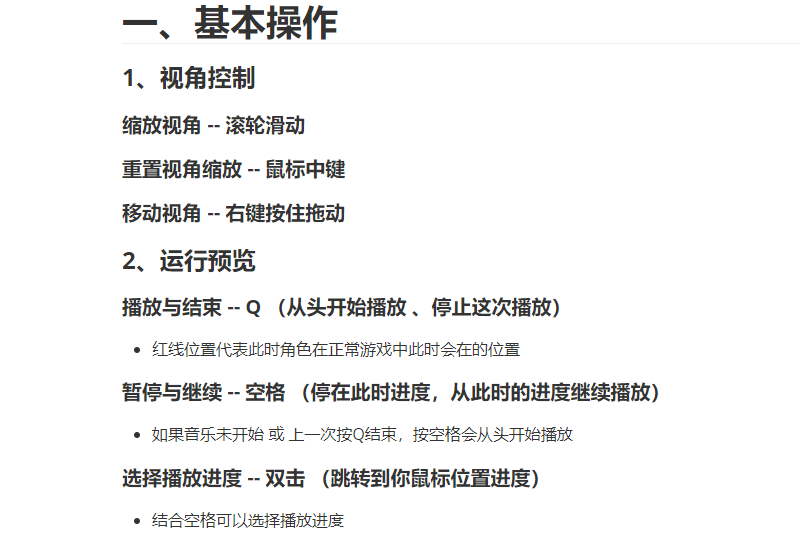 一、基本操作
1、视角控制
缩放视角 -- 滚轮滑动
重置视角缩放 -- 鼠标中键
移动视角 -- 右键按住拖动
2、运行预览
播放与结束 -- Q （从头开始播放 、停止这次播放）
红线位置代表此时角色在正常游戏中此时会在的位置
暂停与继续 -- 空格 （停在此时进度，从此时的进度继续播放）
如果音乐未开始 或 上一次按Q结束，按空格会从头开始播放
选择播放进度 -- 双击 （跳转到你鼠标位置进度）
结合空格可以选择播放进度